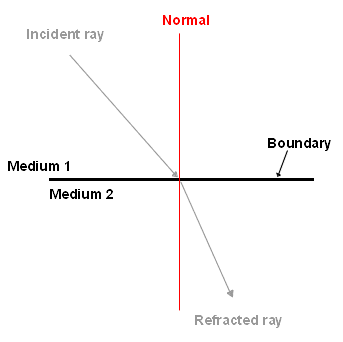 Normal
Incident ray
Boundary
Medium 1
Medium 2
Refracted ray